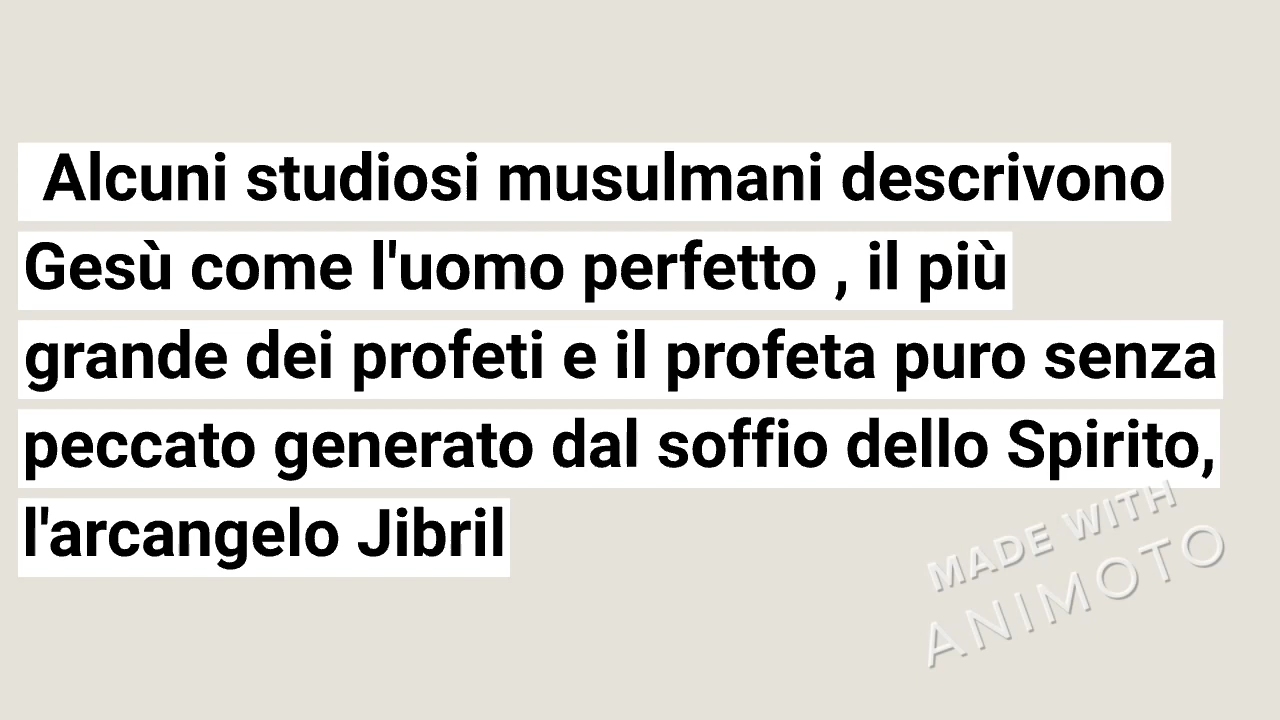 Alcuni studiosi musulmani descrivono
Gesù come l'uomo perfetto , il più
grande dei profeti e il profeta puro senza
peccato generato dal soffio dello Spirito,
l'arcangelo Jibril
MADE WITH
ANIMOTO